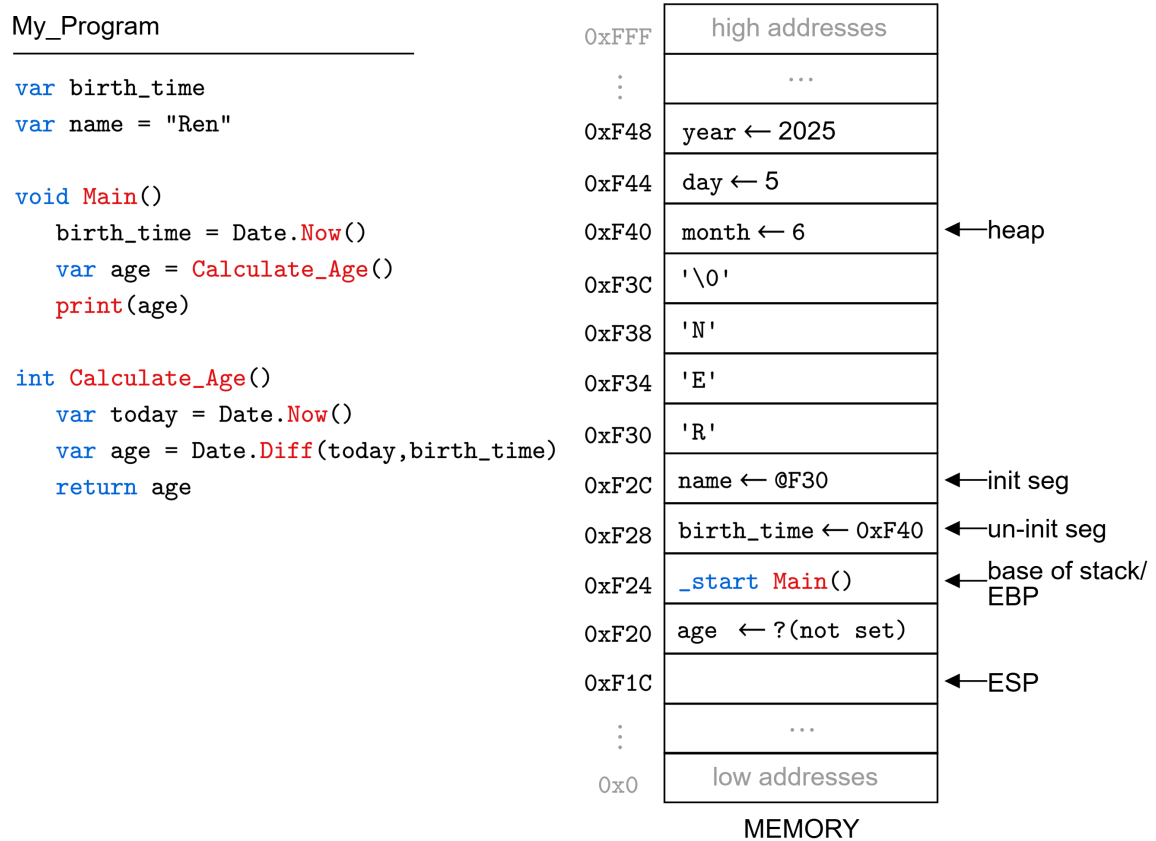 My_Program
var birth_time
var name = "Ren"
void Main()
birth_time = Date.Now()
var age = Calculate_Age()
print(age)
int Calculate_Age()
var today = Date.Now()
var age = Date.Diff(today,birth_time)
return age
0xFFF high addresses
⋮ ...
0xF48 year ← 2025
0xF44 day ← 5
0xF40 month ← 6 ← heap
0xF3C '\0'
0xF38 'N'
0xF34 'E'
0xF30 'R'
0xF2C name ← @F30 ← init seg
0xF28 birth_time ← 0xF40 ← un-init seg
0xF24 _start Main() ← base of stack/
EBP
0xF20 age ← ?(not set)
0xF1C ← ESP
⋮ ...
0x0 low addresses
MEMORY